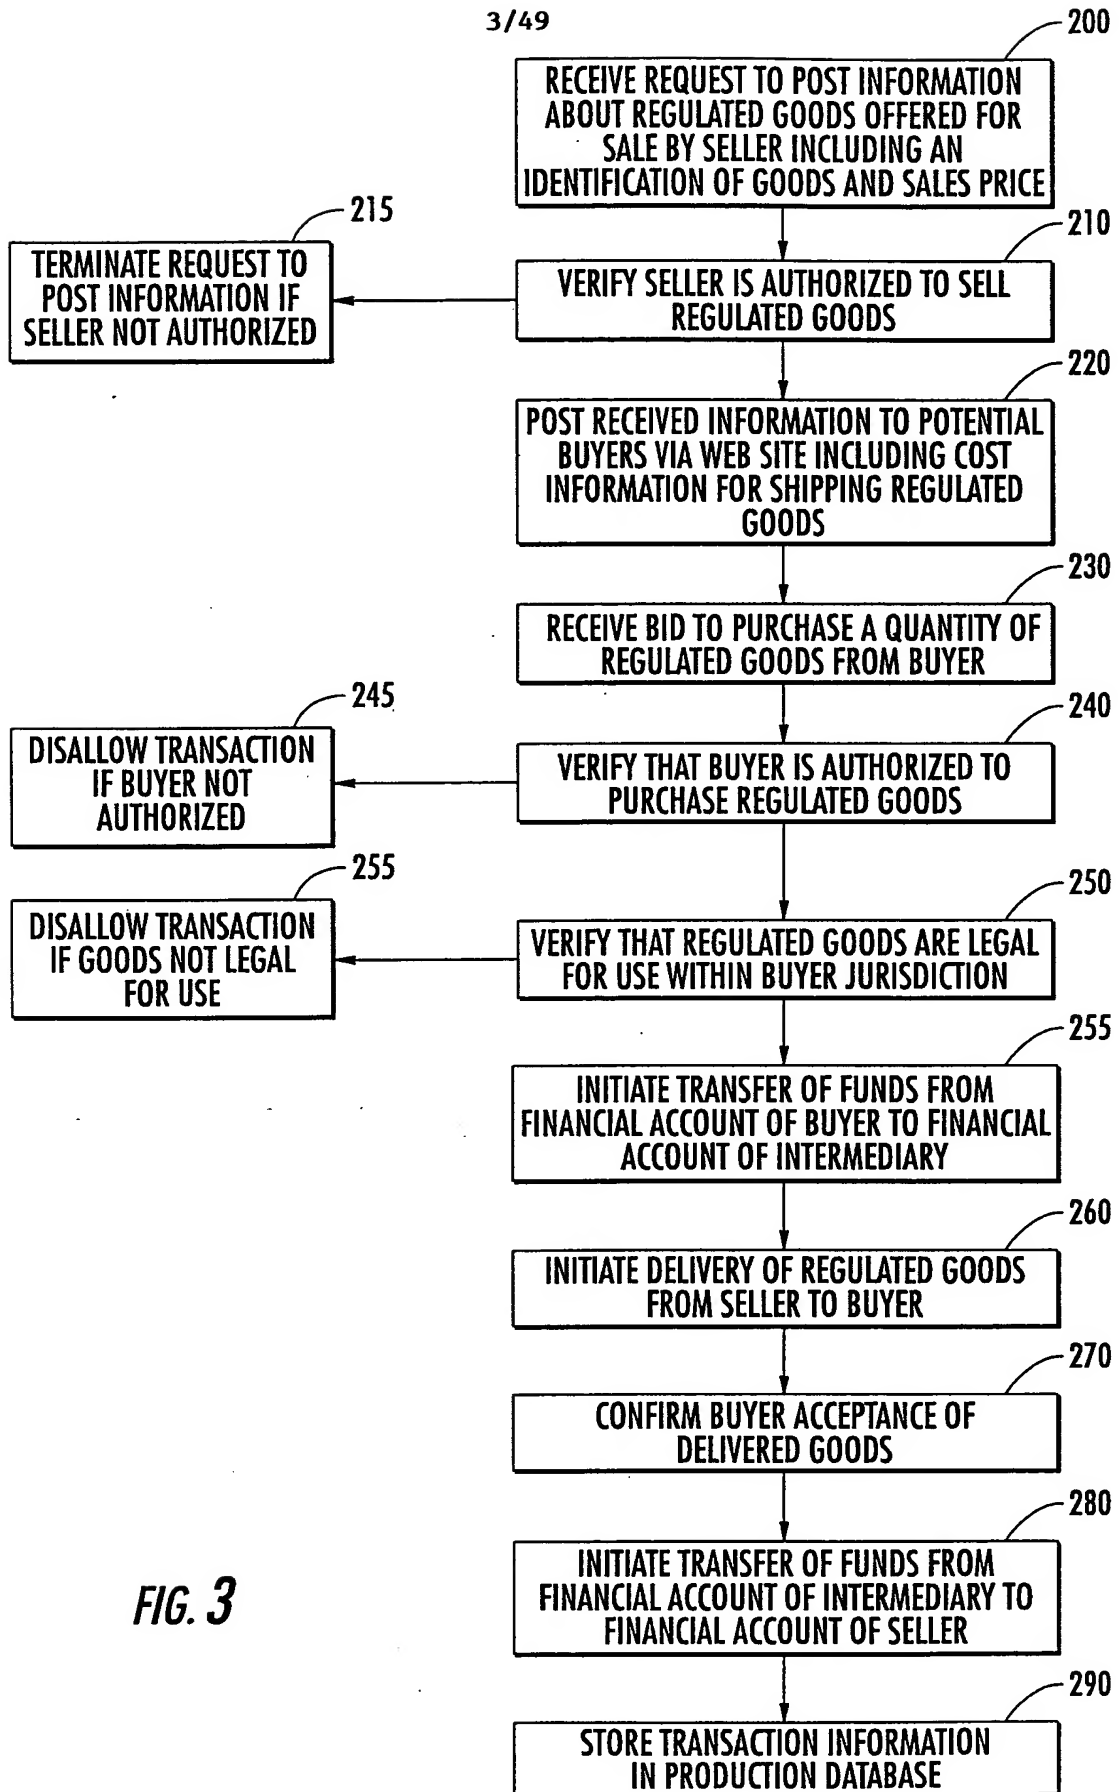 3/49
200
RECEIVE REQUEST TO POST INFORMATION
ABOUT REGULATED GOODS OFFERED FOR
SALE BY SELLER INCLUDING AN
IDENTIFICATION OF GOODS AND SALES PRICE
215
TERMINATE REQUEST TO
POST INFORMATION IF
SELLER NOT AUTHORIZED
210
VERIFY SELLER IS AUTHORIZED TO SELL
REGULATED GOODS
220
POST RECEIVED INFORMATION TO POTENTIAL
BUYERS VIA WEB SITE INCLUDING COST
INFORMATION FOR SHIPPING REGULATED
GOODS
230
RECEIVE BID TO PURCHASE A QUANTITY OF
REGULATED GOODS FROM BUYER
245
DISALLOW TRANSACTION
IF BUYER NOT
AUTHORIZED
240
VERIFY THAT BUYER IS AUTHORIZED TO
PURCHASE REGULATED GOODS
255
DISALLOW TRANSACTION
IF GOODS NOT LEGAL
FOR USE
250
VERIFY THAT REGULATED GOODS ARE LEGAL
FOR USE WITHIN BUYER JURISDICTION
255
INITIATE TRANSFER OF FUNDS FROM
FINANCIAL ACCOUNT OF BUYER TO FINANCIAL
ACCOUNT OF INTERMEDIARY
260
INITIATE DELIVERY OF REGULATED GOODS
FROM SELLER TO BUYER
270
CONFIRM BUYER ACCEPTANCE OF
DELIVERED GOODS
280
INITIATE TRANSFER OF FUNDS FROM
FINANCIAL ACCOUNT OF INTERMEDIARY TO
FINANCIAL ACCOUNT OF SELLER
FIG. 3
290
STORE TRANSACTION INFORMATION
IN PRODUCTION DATABASE